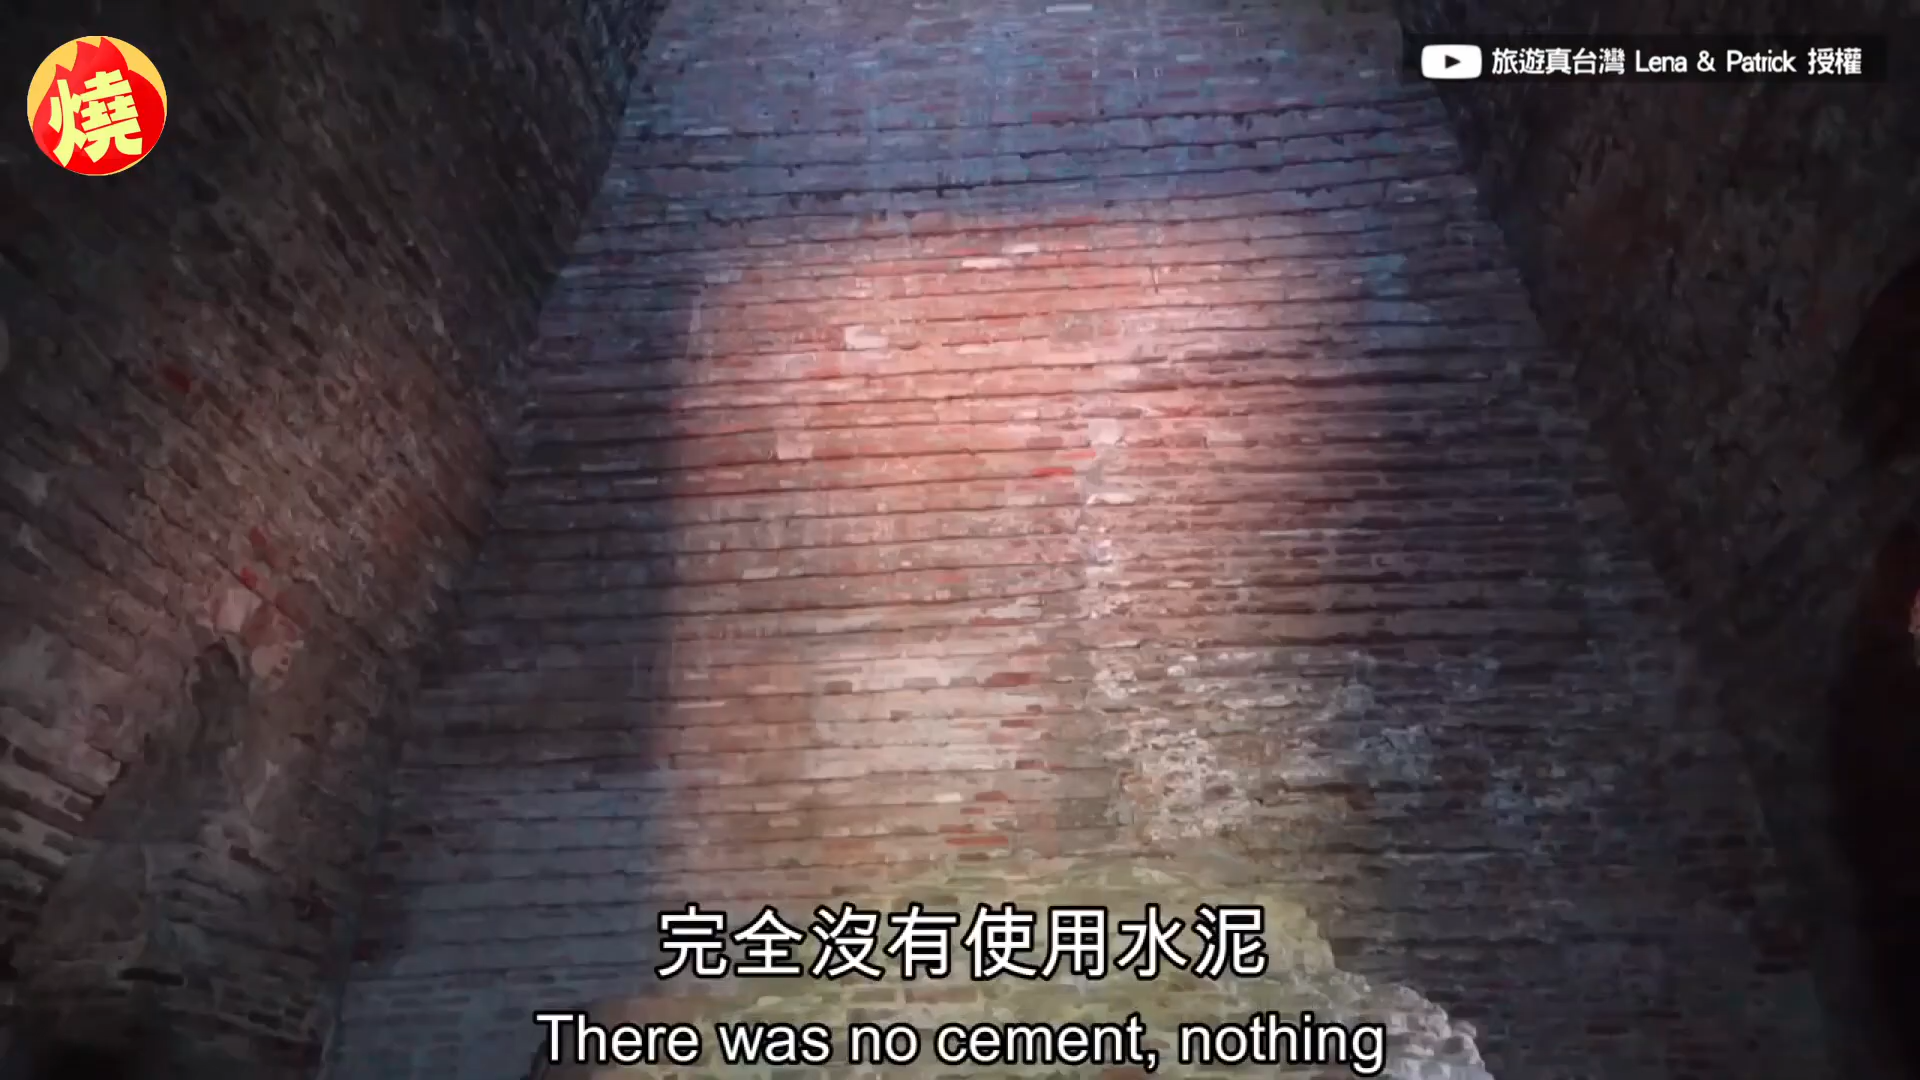 燒
旅遊真台灣 Lena & Patrick 授權
完全沒有使用水泥
There was no cement, nothing